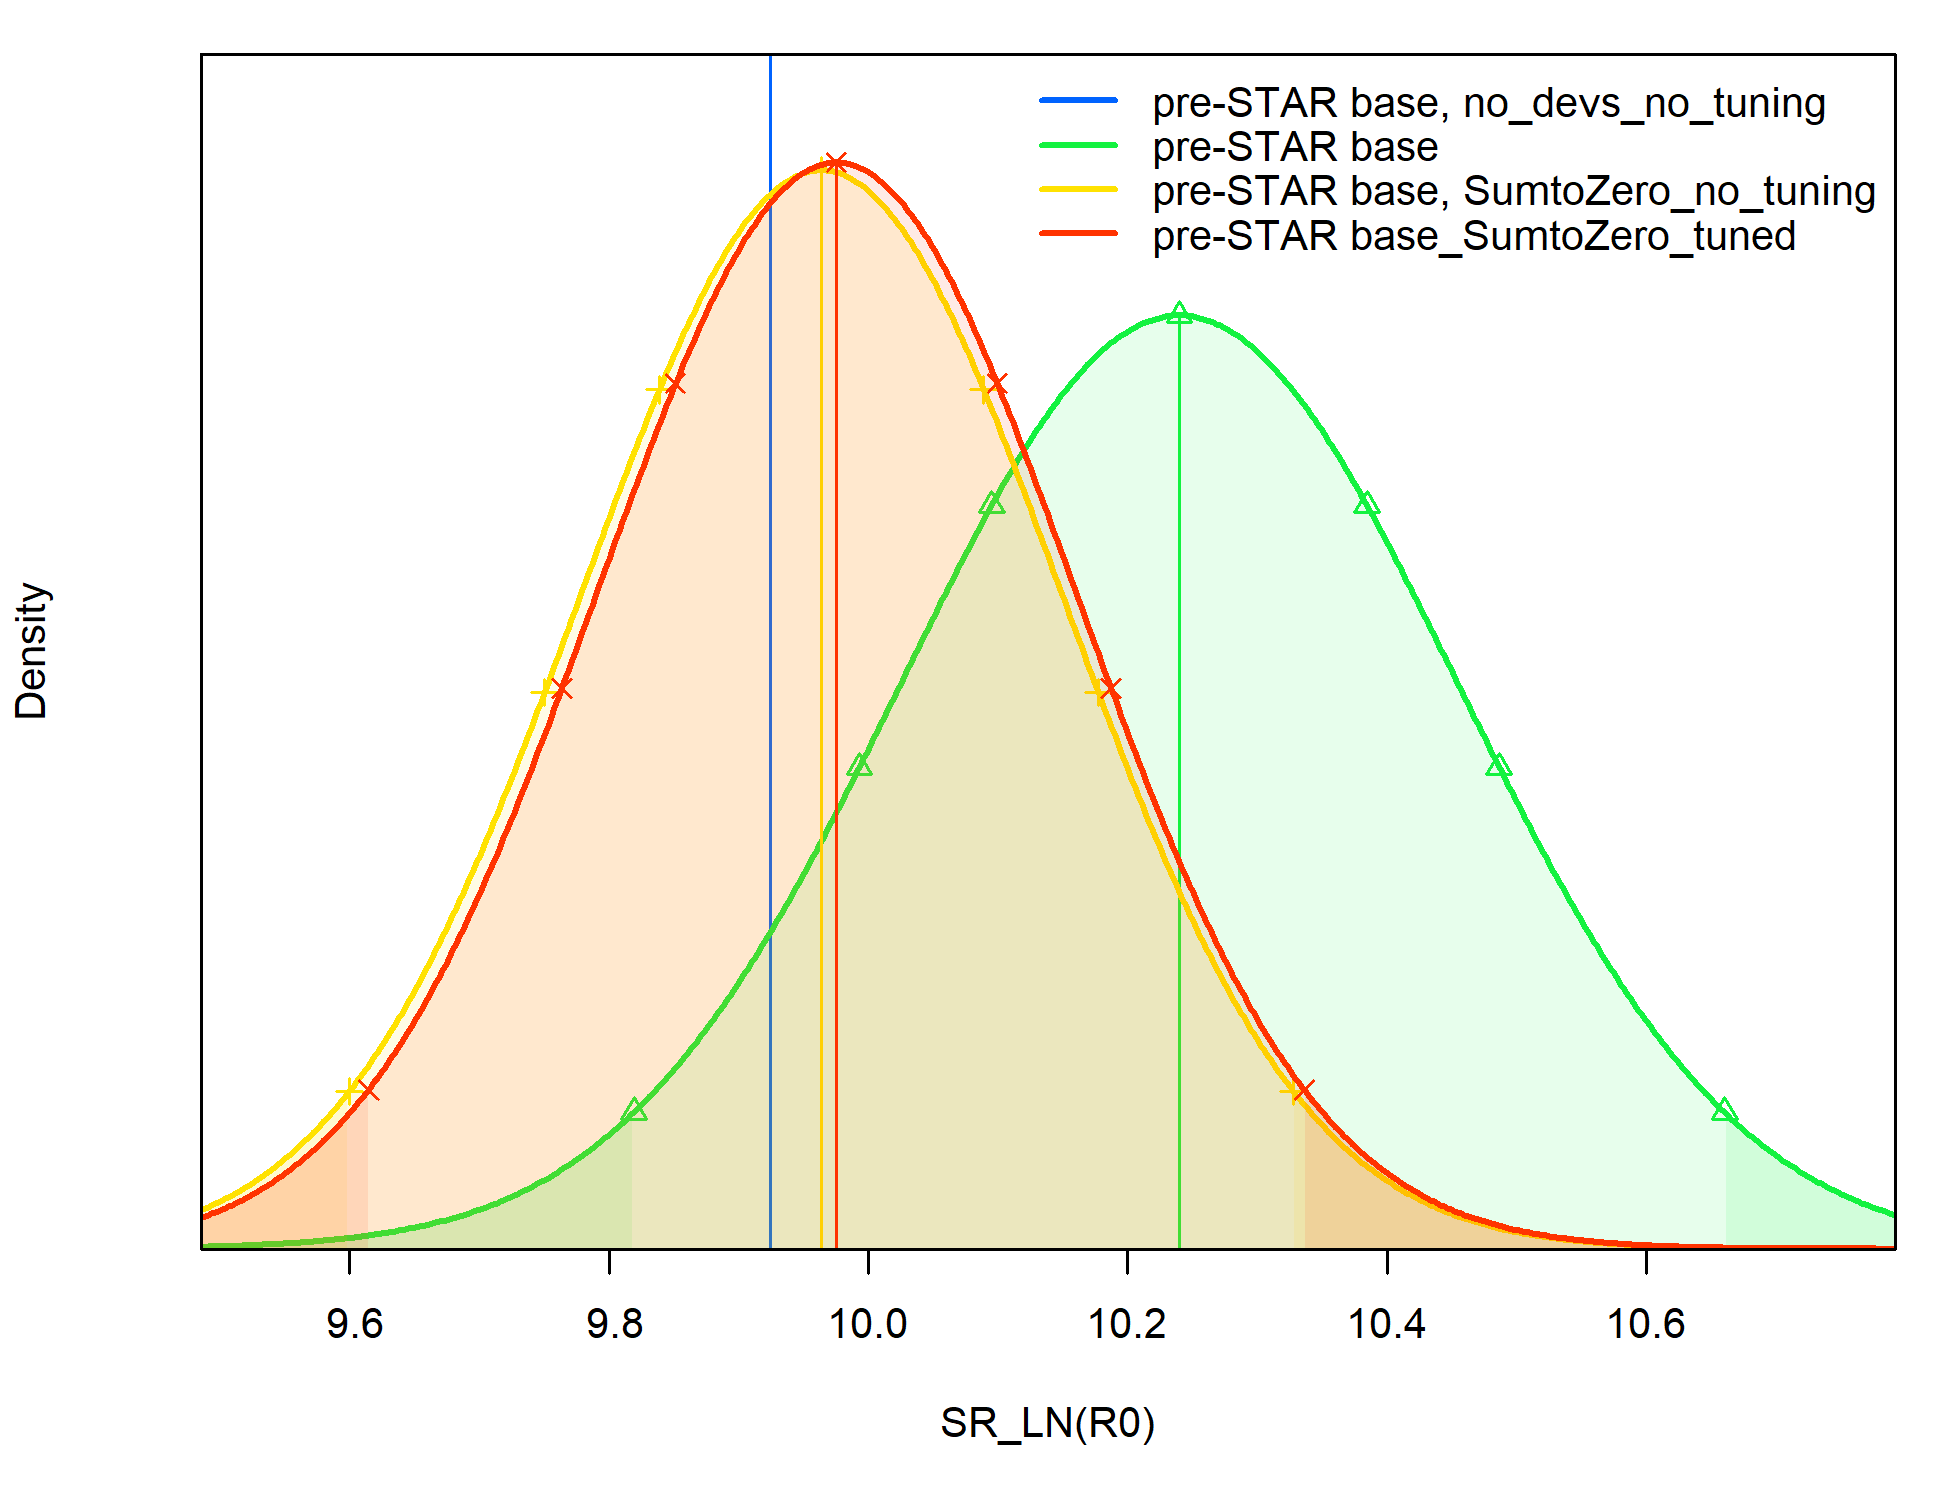 pre-STAR base, no_devs_no_tuning
pre-STAR base
pre-STAR base, SumtoZero_no_tuning
pre-STAR base_SumtoZero_tuned
Density
9.6 9.8 10.0 10.2 10.4 10.6
SR_LN(R0)